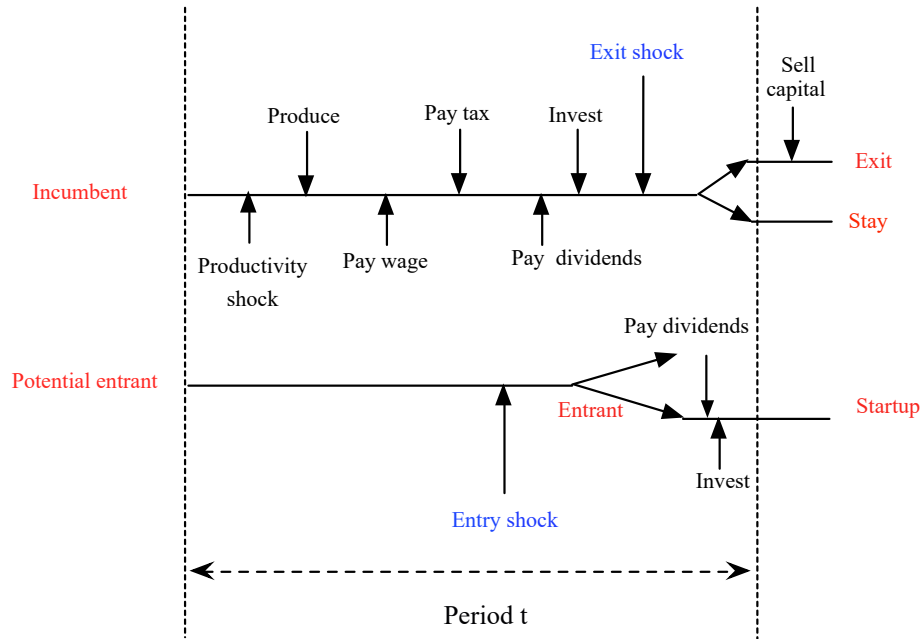 Exit shock
Sell
capital
Produce
Pay tax
Invest
Exit
Incumbent
Stay
Productivity
shock
Pay wage
Pay dividends
Pay dividends
Potential entrant
Entrant
Startup
Invest
Entry shock
Period t